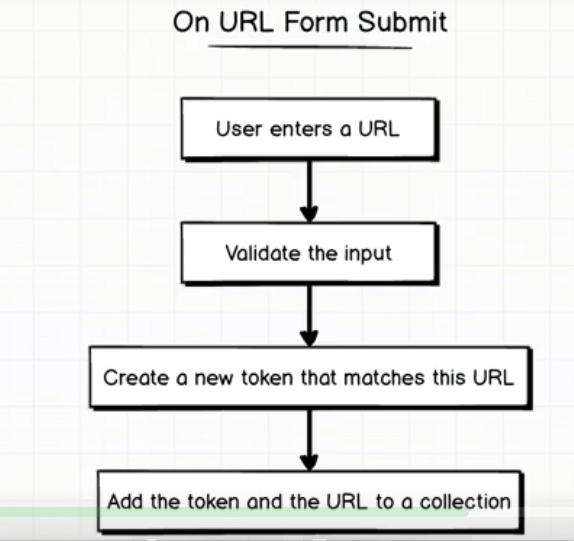 On URL Form Submit
User enters a URL
Validate the input
Create a new token that matches this URL
Add the token and the URL to a collection